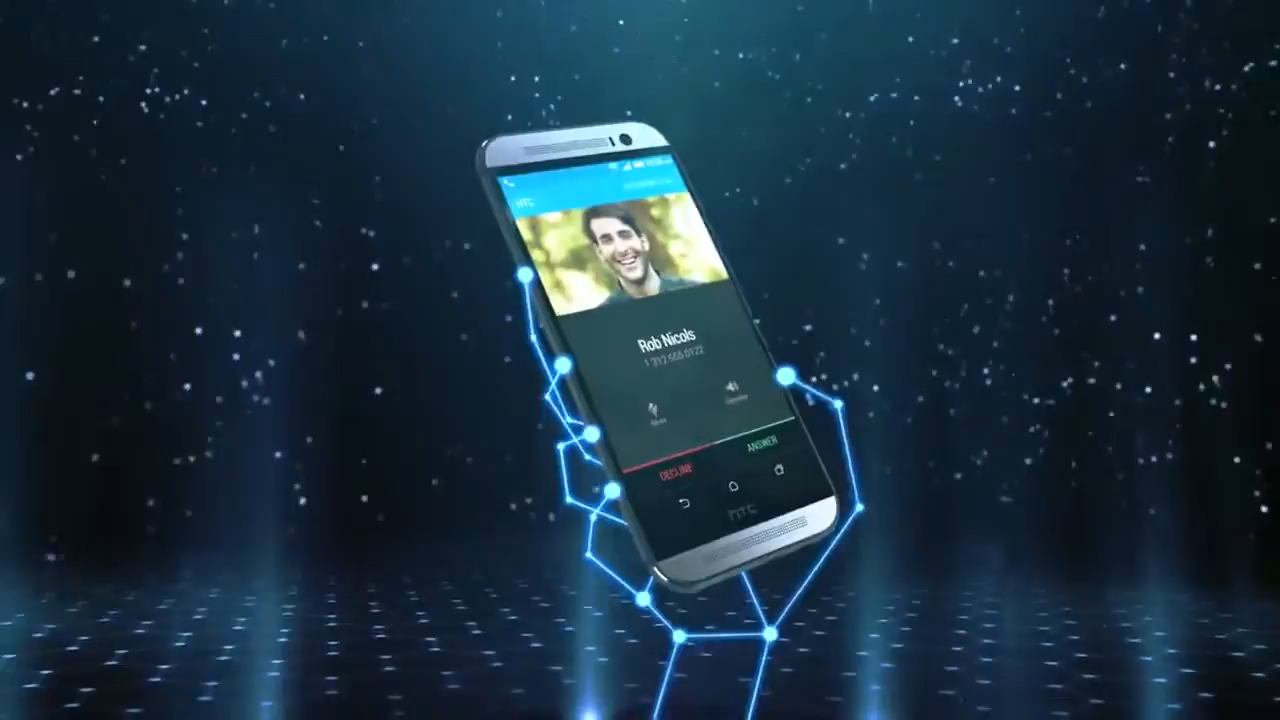 HTC
Rob Nicols
1 312 555 0122
Mute
Speaker
DECLINE
ANSWER
hTC